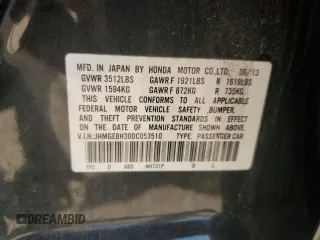 MFD. IN JAPAN BY HONDA MOTOR CO.,LTD. 06/13
GVWR 3512LBS GAWR F 1921LBS R 1619LBS
GVWR 1594KG GAWR F 872KG R 735KG
THIS VEHICLE CONFORMS TO ALL APPLICABLE
FEDERAL MOTOR VEHICLE SAFETY, BUMPER,
AND THEFT PREVENTION STANDARDS IN EFFECT
ON THE DATE OF MANUFACTURE SHOWN ABOVE.
V.I.N. JHMGE8H30DC053510 TYPE: PASSENGER CAR
NH731P